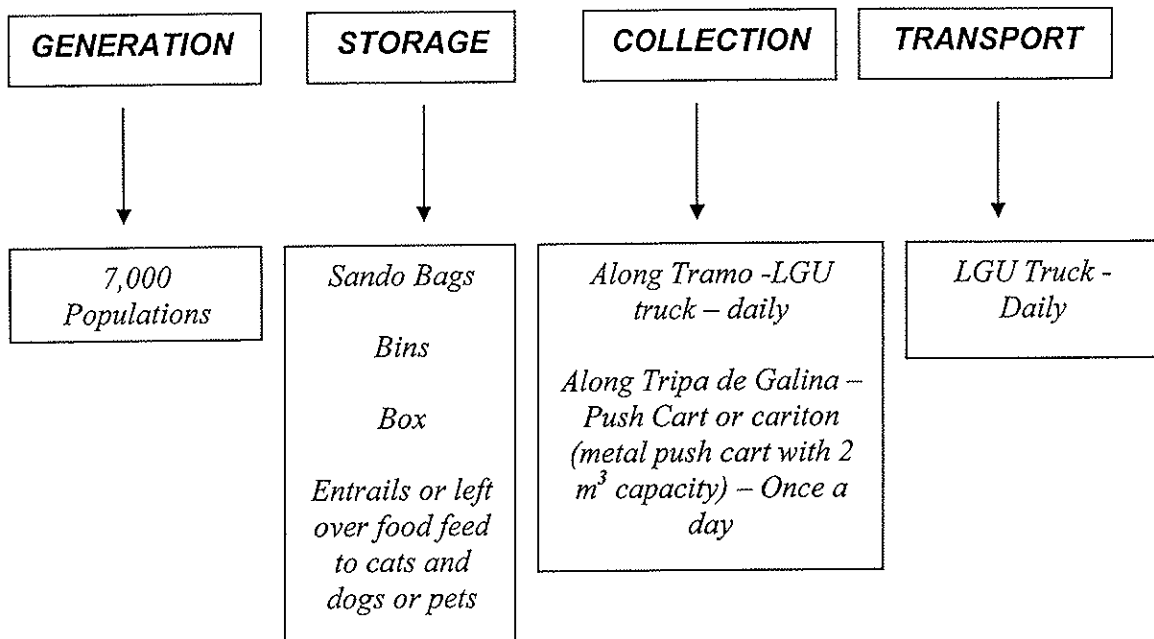 GENERATION
STORAGE
COLLECTION
TRANSPORT
7,000
Populations
Sando Bags
Bins
Box
Entrails or left
over food feed
to cats and
dogs or pets
Along Tramo -LGU
truck – daily
Along Tripa de Galina –
Push Cart or cariton
(metal push cart with 2
m³ capacity) – Once a
day
LGU Truck -
Daily